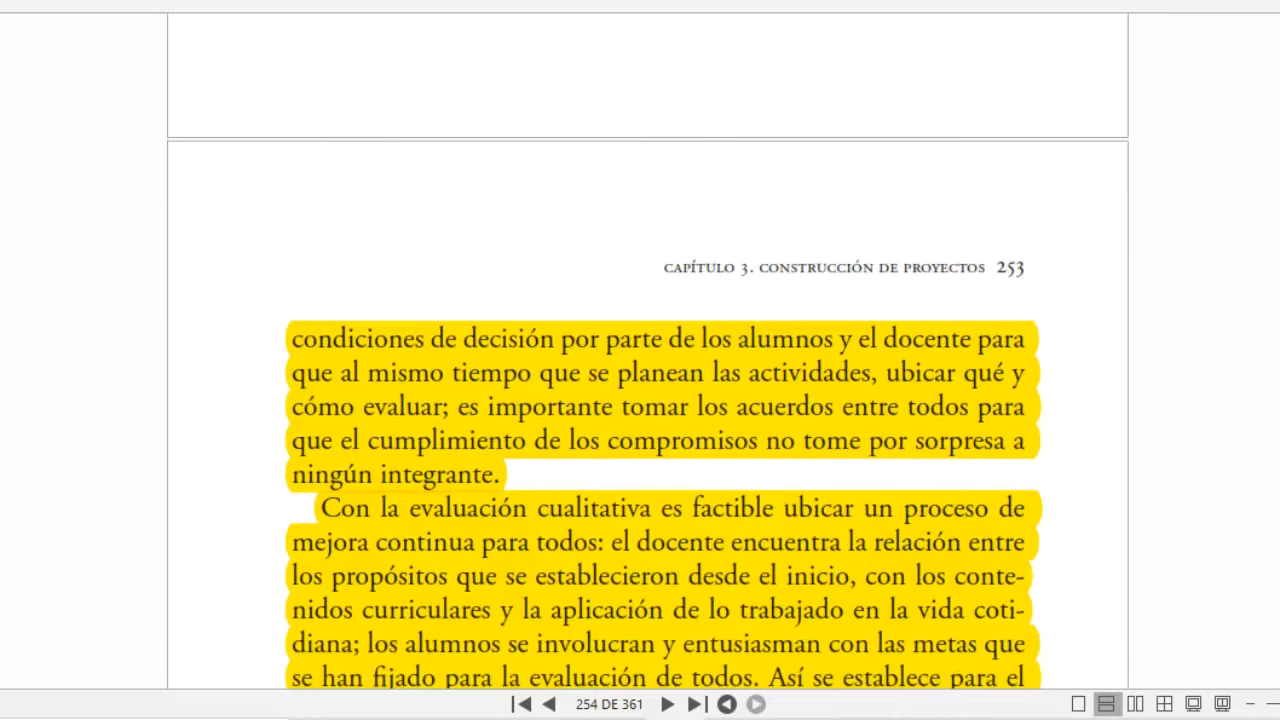 CAPÍTULO 3. CONSTRUCCIÓN DE PROYECTOS 253
condiciones de decisión por parte de los alumnos y el docente para
que al mismo tiempo que se planean las actividades, ubicar qué y
cómo evaluar; es importante tomar los acuerdos entre todos para
que el cumplimiento de los compromisos no tome por sorpresa a
ningún integrante.
Con la evaluación cualitativa es factible ubicar un proceso de
mejora continua para todos: el docente encuentra la relación entre
los propósitos que se establecieron desde el inicio, con los conte-
nidos curriculares y la aplicación de lo trabajado en la vida coti-
diana; los alumnos se involucran y entusiasman con las metas que
se han fijado para la evaluación de todos. Así se establece para el
254 DE 361